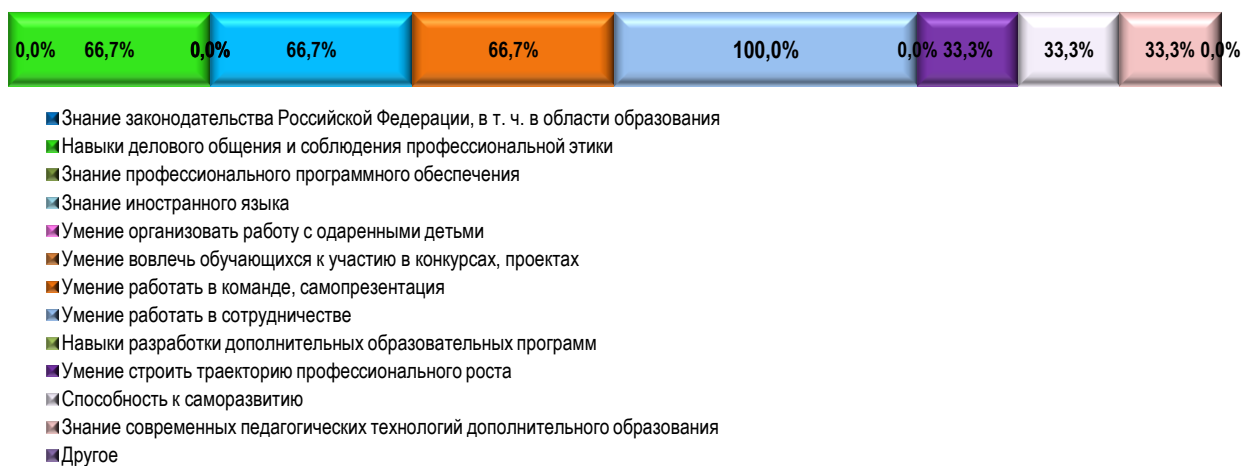 0,0% 66,7% 0,0% 66,7% 66,7% 100,0% 0,0% 33,3% 33,3% 33,3% 0,0%
Знание законодательства Российской Федерации, в т. ч. в области образования
Навыки делового общения и соблюдения профессиональной этики
Знание профессионального программного обеспечения
Знание иностранного языка
Умение организовать работу с одаренными детьми
Умение вовлечь обучающихся к участию в конкурсах, проектах
Умение работать в команде, самопрезентация
Умение работать в сотрудничестве
Навыки разработки дополнительных образовательных программ
Умение строить траекторию профессионального роста
Способность к саморазвитию
Знание современных педагогических технологий дополнительного образования
Другое